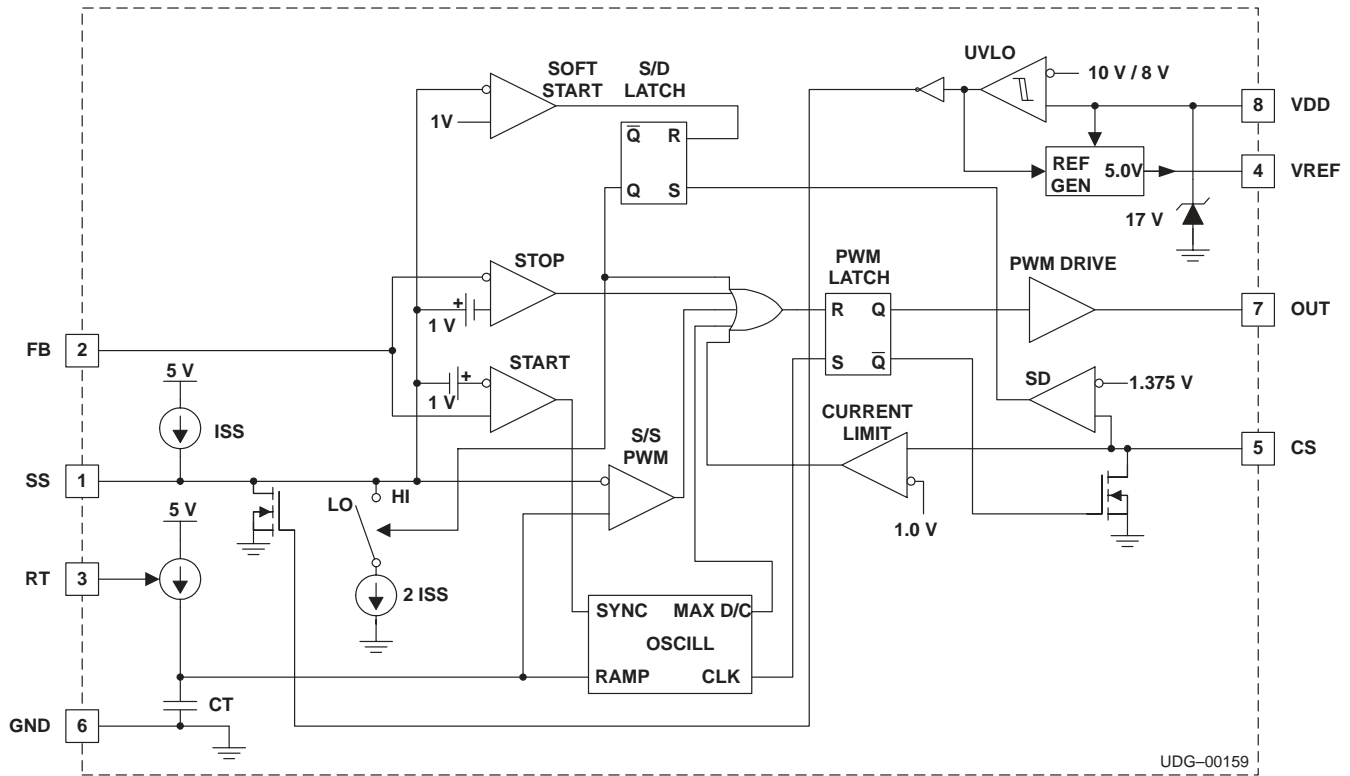 UVLO
SOFT
START
S/D
LATCH
10 V / 8 V
8 VDD
1V
Q R
REF
GEN
5.0V
4 VREF
Q S
17 V
STOP
PWM
LATCH
PWM DRIVE
+
1 V
R Q
7 OUT
FB 2
START
S Q
SD
1.375 V
5 V
+
1 V
CURRENT
LIMIT
ISS
S/S
PWM
5 CS
SS 1
HI
LO
5 V
1.0 V
RT 3
2 ISS
SYNC MAX D/C
OSCILL
RAMP CLK
CT
GND 6
UDG–00159